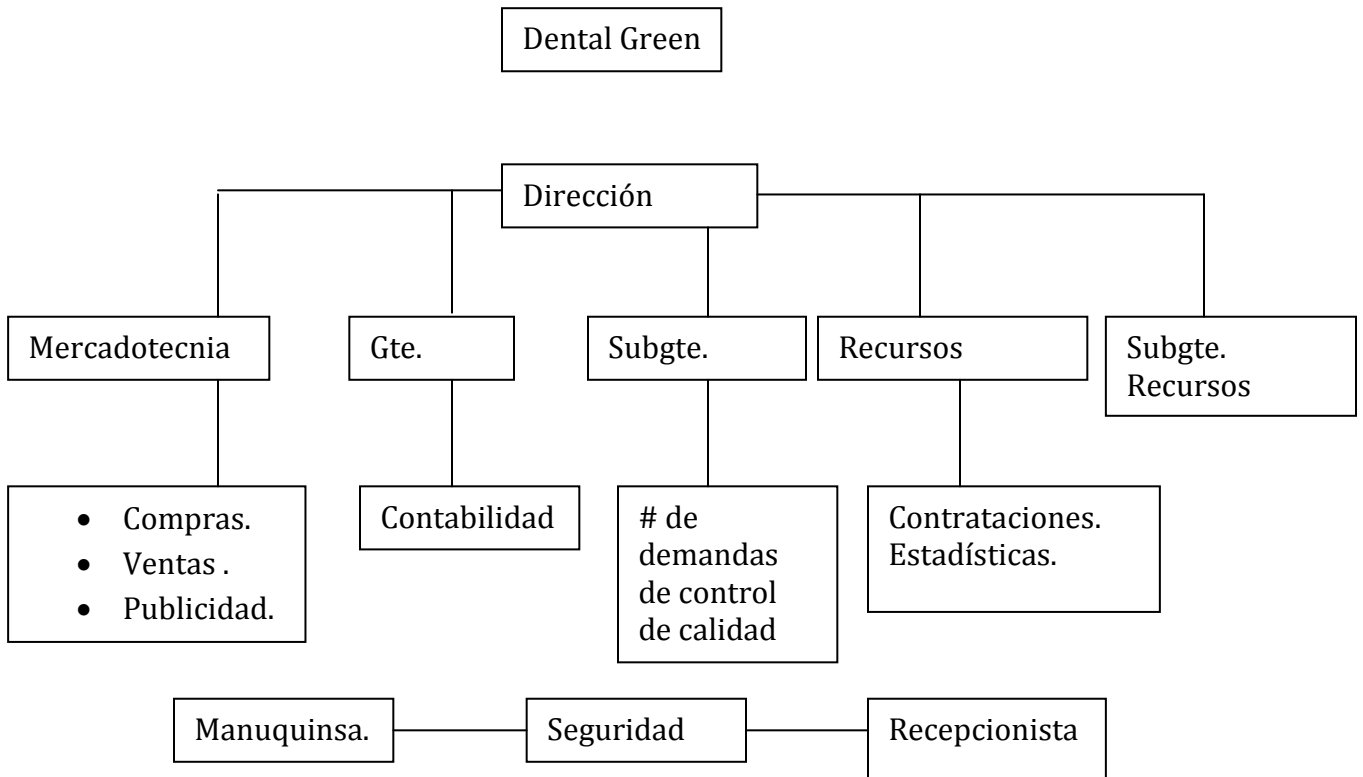 Dental Green
Dirección
Mercadotecnia
Gte.
Subgte.
Recursos
Subgte.
Recursos
• Compras.
• Ventas .
• Publicidad.
Contabilidad
# de
demandas
de control
de calidad
Contrataciones.
Estadísticas.
Manuquinsa.
Seguridad
Recepcionista